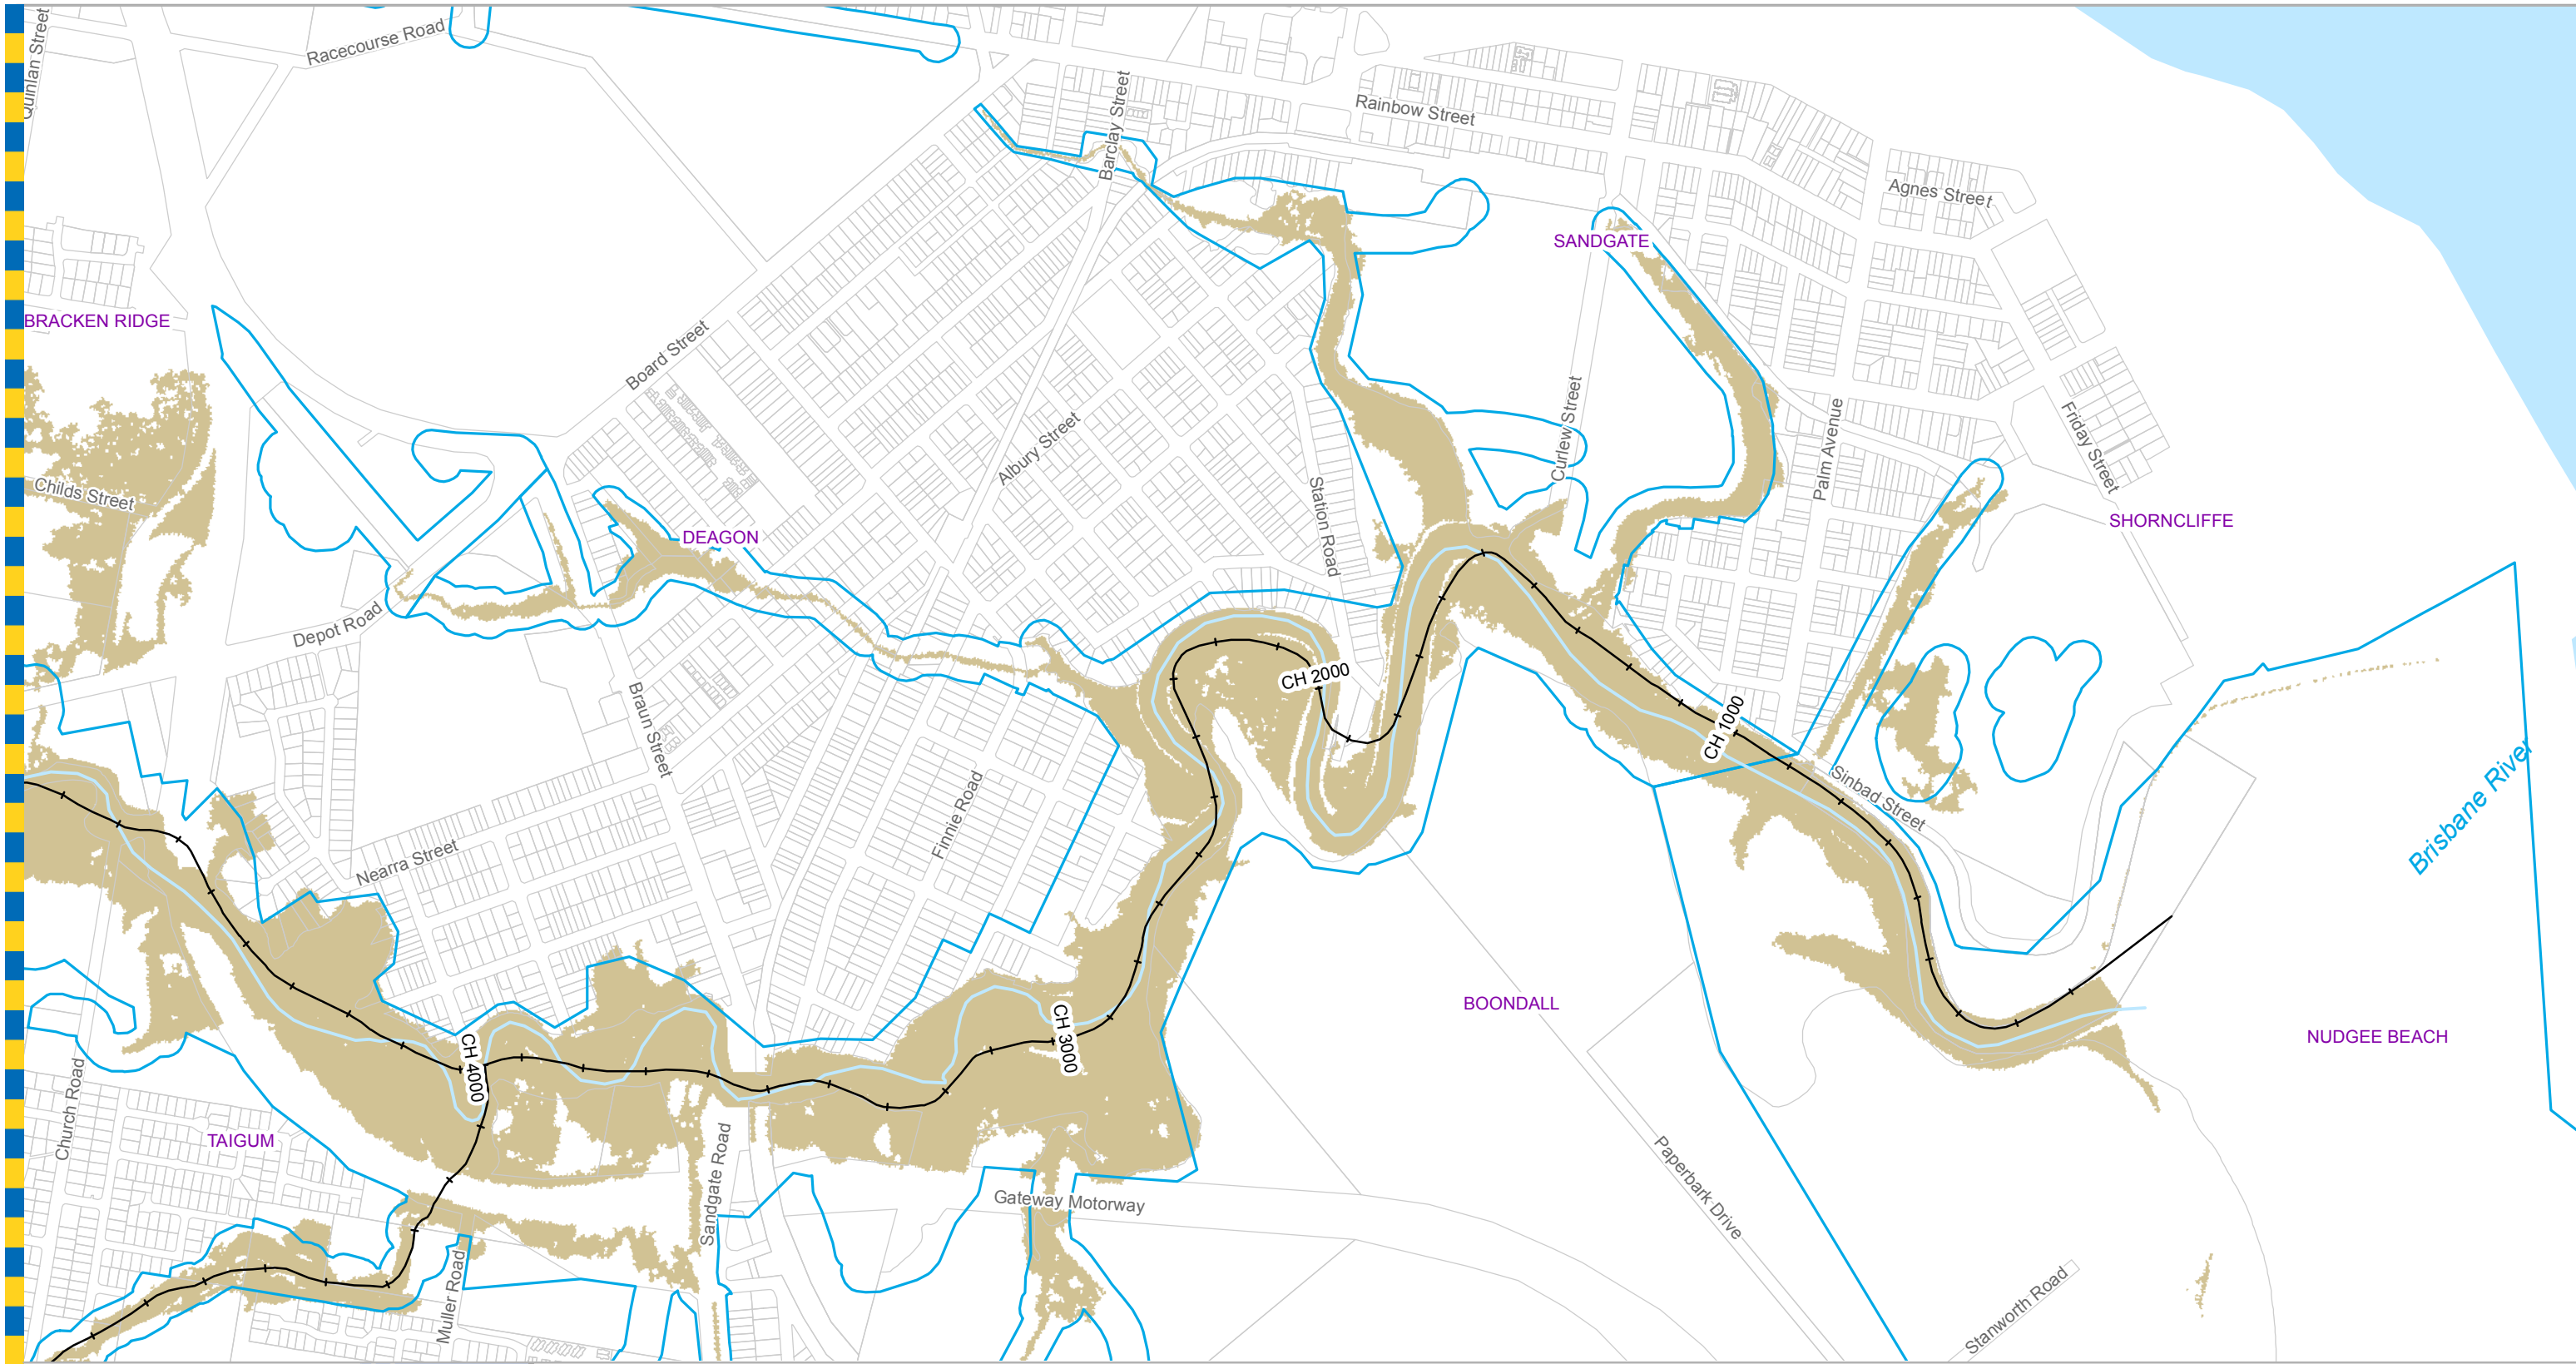 Quinlan Street
Racecourse Road
Barclay Street
Rainbow Street
Agnes Street
SANDGATE
BRACKEN RIDGE
Board Street
Curlew Street
Palm Avenue
Friday Street
Albury Street
Childs Street
Station Road
SHORNCLIFFE
DEAGON
Depot Road
CH 2000
Braun Street
CH 1000
Sinbad Street
Brisbane River
Finnie Road
Nearra Street
BOONDALL
CH 3000
CH 4000
NUDGEE BEACH
Church Road
TAIGUM
Sandgate Road
Gateway Motorway
Paperbark Drive
Muller Road
Stanworth Road